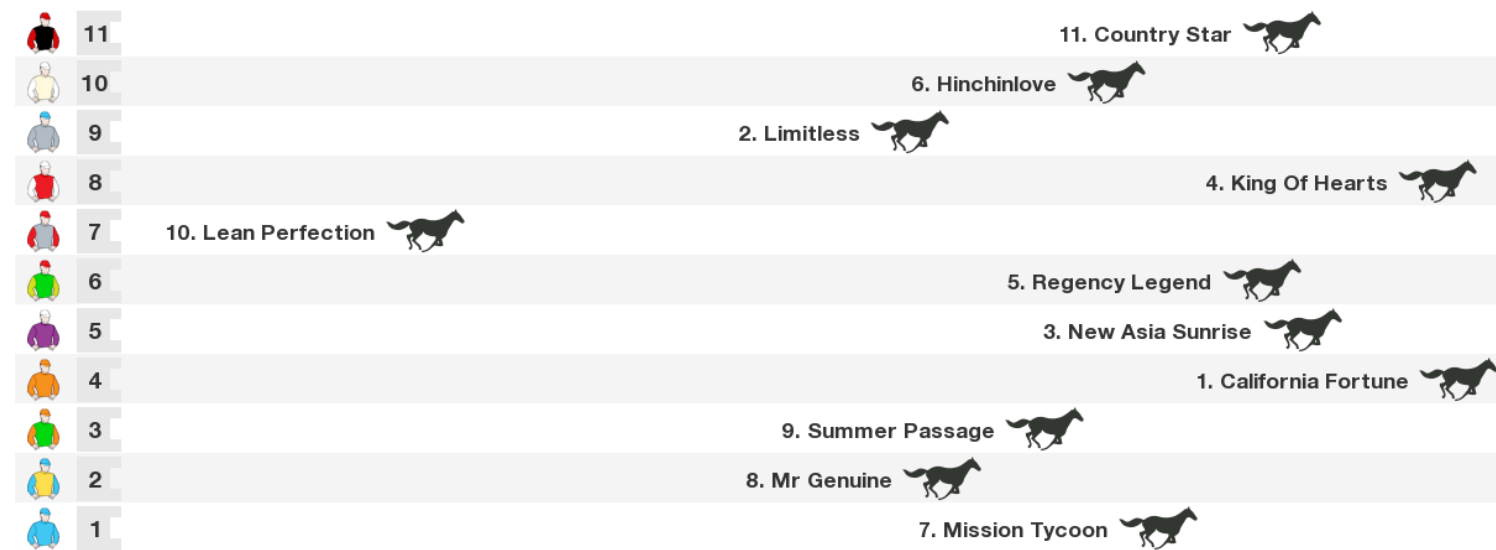 11 11. Country Star
10 6. Hinchinlove
9 2. Limitless
8 4. King Of Hearts
7 10. Lean Perfection
6 5. Regency Legend
5 3. New Asia Sunrise
4 1. California Fortune
3 9. Summer Passage
2 8. Mr Genuine
1 7. Mission Tycoon